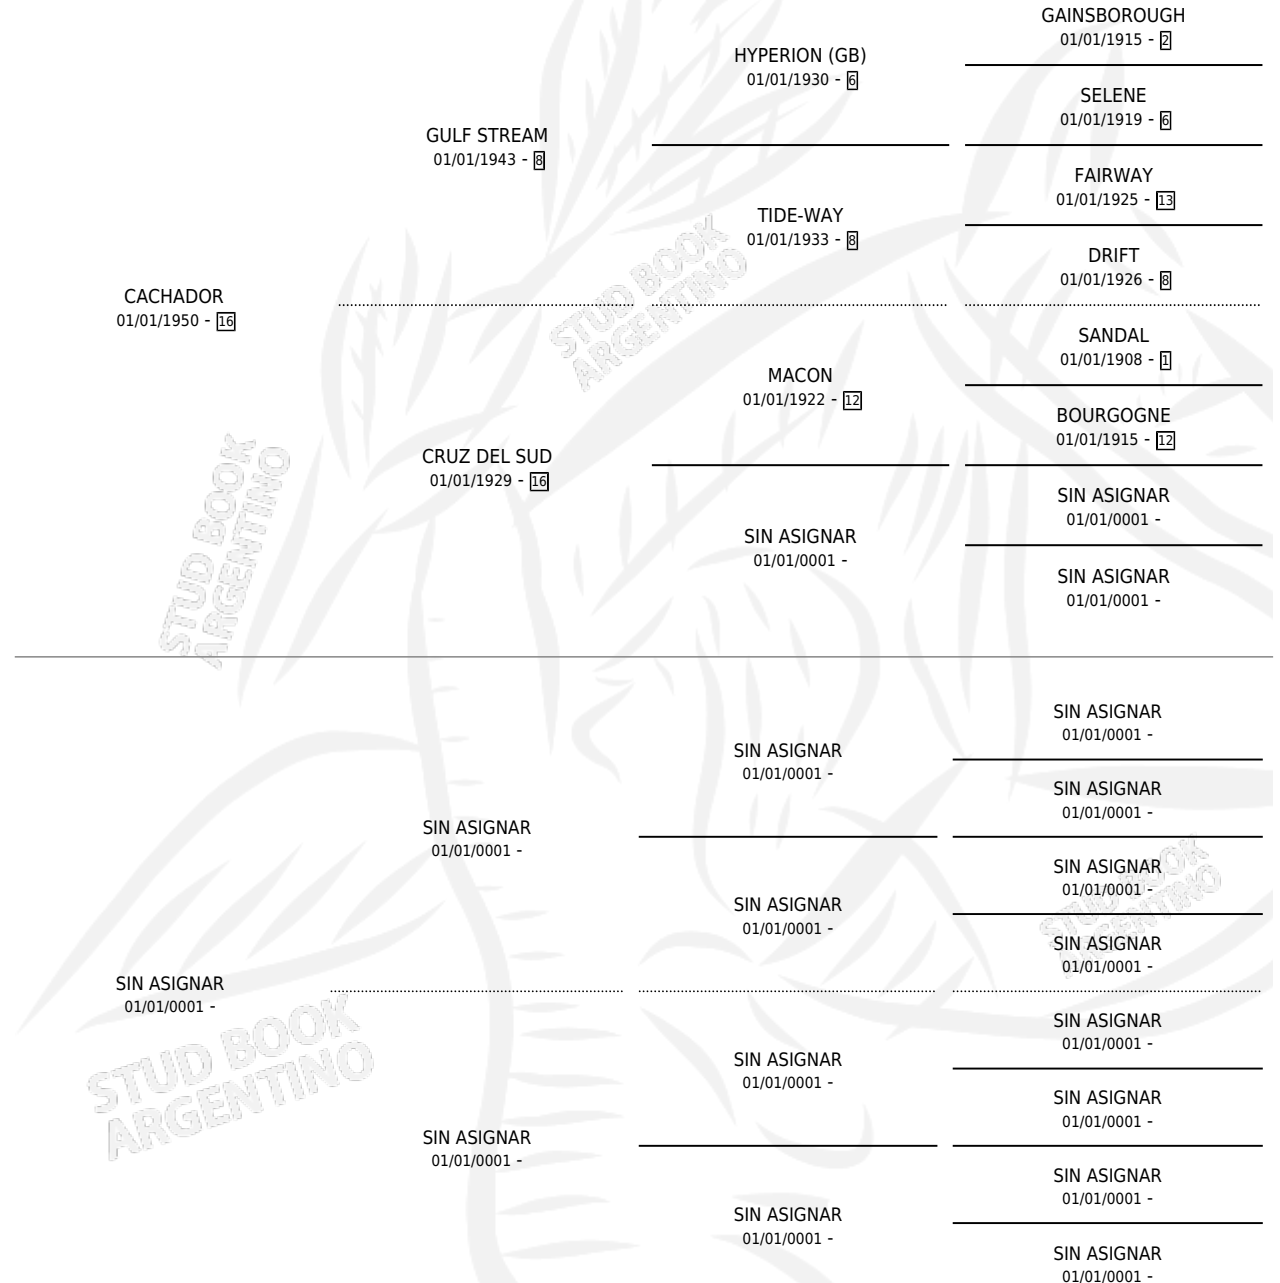 GAINSBOROUGH
01/01/1915 - 2
HYPERION (GB)
01/01/1930 - 6
SELENE
01/01/1919 - 6
GULF STREAM
01/01/1943 - 8
FAIRWAY
01/01/1925 - 13
TIDE-WAY
01/01/1933 - 8
DRIFT
01/01/1926 - 8
CACHADOR
01/01/1950 - 16
SANDAL
01/01/1908 - 1
MACON
01/01/1922 - 12
BOURGOGNE
01/01/1915 - 12
CRUZ DEL SUD
01/01/1929 - 16
SIN ASIGNAR
01/01/0001 -
SIN ASIGNAR
01/01/0001 -
SIN ASIGNAR
01/01/0001 -
SIN ASIGNAR
01/01/0001 -
SIN ASIGNAR
01/01/0001 -
SIN ASIGNAR
01/01/0001 -
SIN ASIGNAR
01/01/0001 -
SIN ASIGNAR
01/01/0001 -
SIN ASIGNAR
01/01/0001 -
SIN ASIGNAR
01/01/0001 -
SIN ASIGNAR
01/01/0001 -
SIN ASIGNAR
01/01/0001 -
SIN ASIGNAR
01/01/0001 -
SIN ASIGNAR
01/01/0001 -
SIN ASIGNAR
01/01/0001 -
SIN ASIGNAR
01/01/0001 -
SIN ASIGNAR
01/01/0001 -
SIN ASIGNAR
01/01/0001 -
STUD BOOK
ARGENTINO
STUD BOOK
ARGENTINO
STUD BOOK
ARGENTINO
STUD BOOK
ARGENTINO